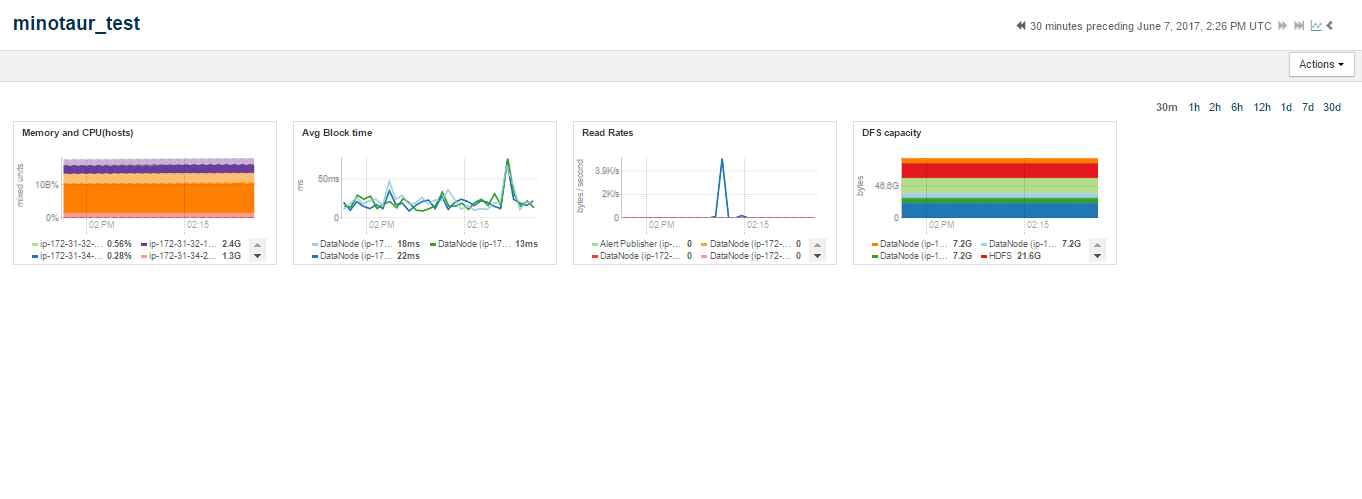 minotaur_test
30 minutes preceding June 7, 2017, 2:26 PM UTC
Actions
30m 1h 2h 6h 12h 1d 7d 30d
Memory and CPU(hosts)
mixed units
10B%
0%
02 PM 02:15
ip-172-31-32-... 0.56% ip-172-31-32-1... 2.4G
ip-172-31-34-... 0.28% ip-172-31-34-2... 1.3G
Avg Block time
ms
50ms
0
02 PM 02:15
DataNode (ip-17... 18ms DataNode (ip-17... 13ms
DataNode (ip-17... 22ms
Read Rates
bytes / second
3.9K/s
2K/s
0
02 PM 02:15
Alert Publisher (ip-... 0 DataNode (ip-172-... 0
DataNode (ip-172-... 0 DataNode (ip-172-... 0
DFS capacity
bytes
46.6G
0
02 PM 02:15
DataNode (ip-1... 7.2G DataNode (ip-1... 7.2G
DataNode (ip-1... 7.2G HDFS 21.6G